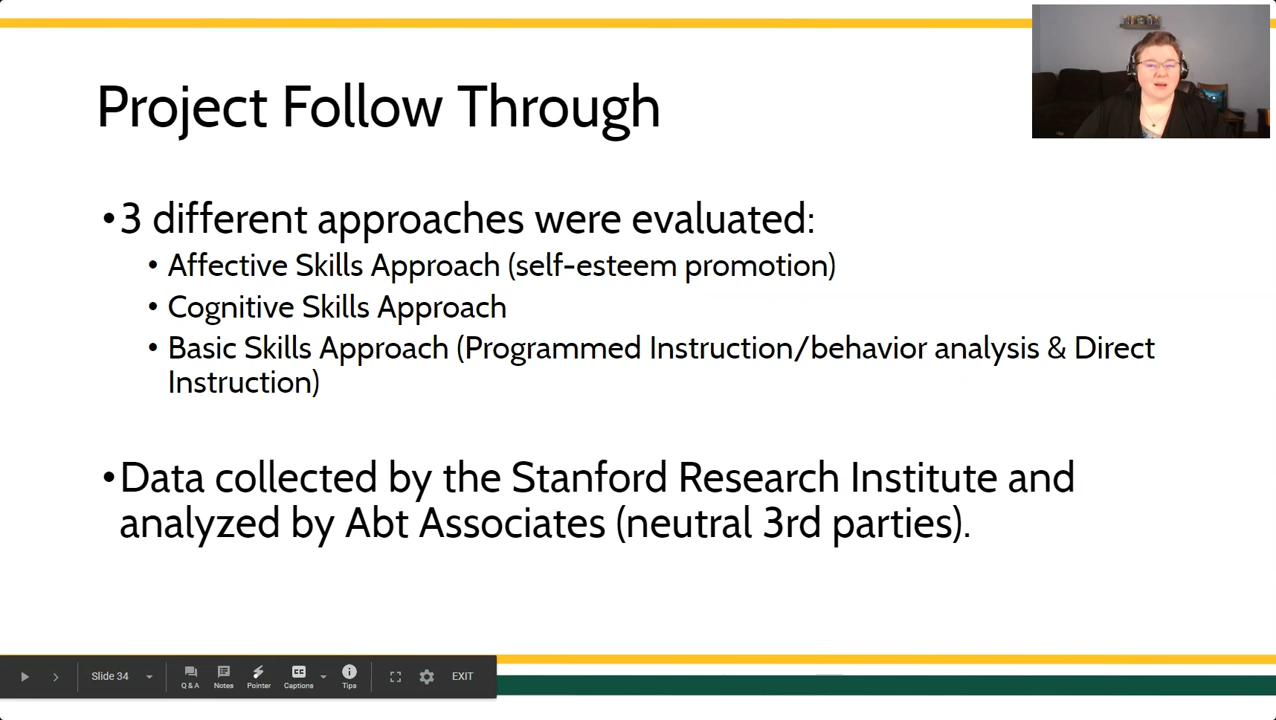 Project Follow Through
•3 different approaches were evaluated:
• Affective Skills Approach (self-esteem promotion)
• Cognitive Skills Approach
• Basic Skills Approach (Programmed Instruction/behavior analysis & Direct
Instruction)
•Data collected by the Stanford Research Institute and
analyzed by Abt Associates (neutral 3rd parties).
Slide 34
Q & A
Notes
Pointer
CC
Captions
Tips
EXIT